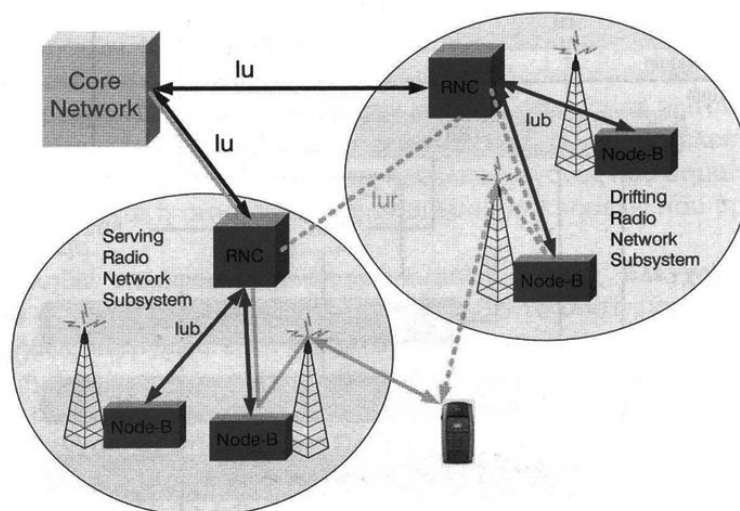 Core
Network
Iu
RNC
Iub
Node-B
Iu
Iur
Drifting
Radio
Network
Subsystem
Node-B
Serving
Radio
Network
Subsystem
RNC
Iub
Node-B
Node-B